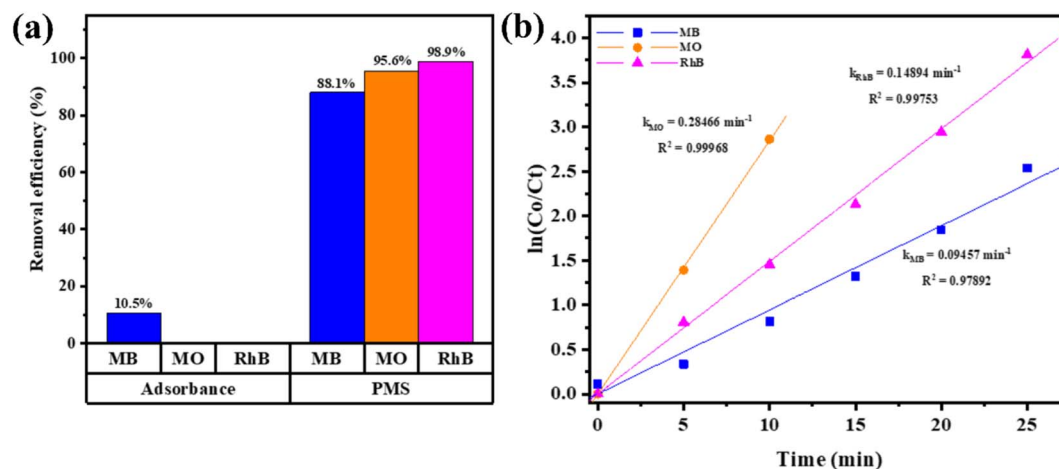 (a)
Removal efficiency (%)
100
80
60
40
20
0
10.5%
88.1%
95.6%
98.9%
MB MO RhB MB MO RhB
Adsorbance PMS
(b)
MB
MO
RhB
ln(Co/Ct)
4.0
3.5
3.0
2.5
2.0
1.5
1.0
0.5
0.0
k_RhB = 0.14894 min⁻¹
R² = 0.99753
k_MO = 0.28466 min⁻¹
R² = 0.99968
k_MB = 0.09457 min⁻¹
R² = 0.97892
0 5 10 15 20 25
Time (min)